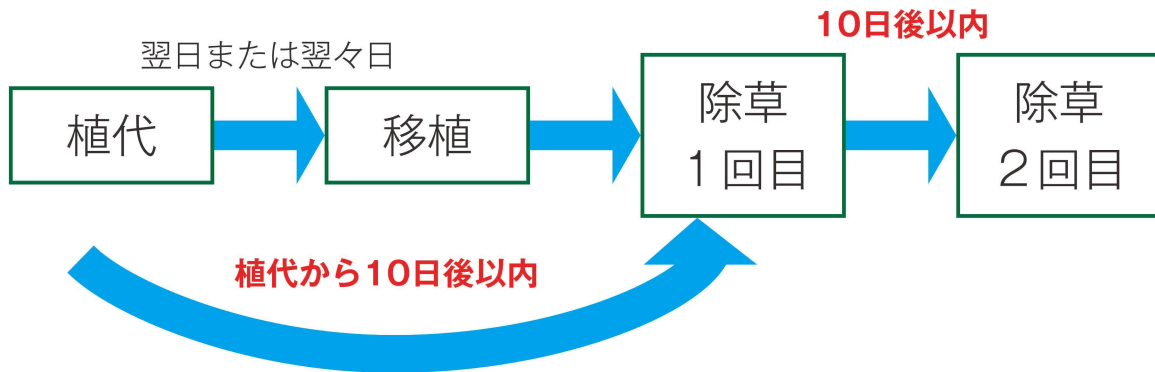 10日後以内
翌日または翌々日
植代
移植
除草
１回目
除草
２回目
植代から10日後以内